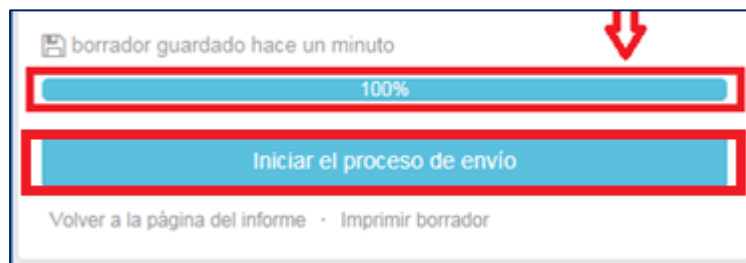 borrador guardado hace un minuto
100%
Iniciar el proceso de envío
Volver a la página del informe · Imprimir borrador